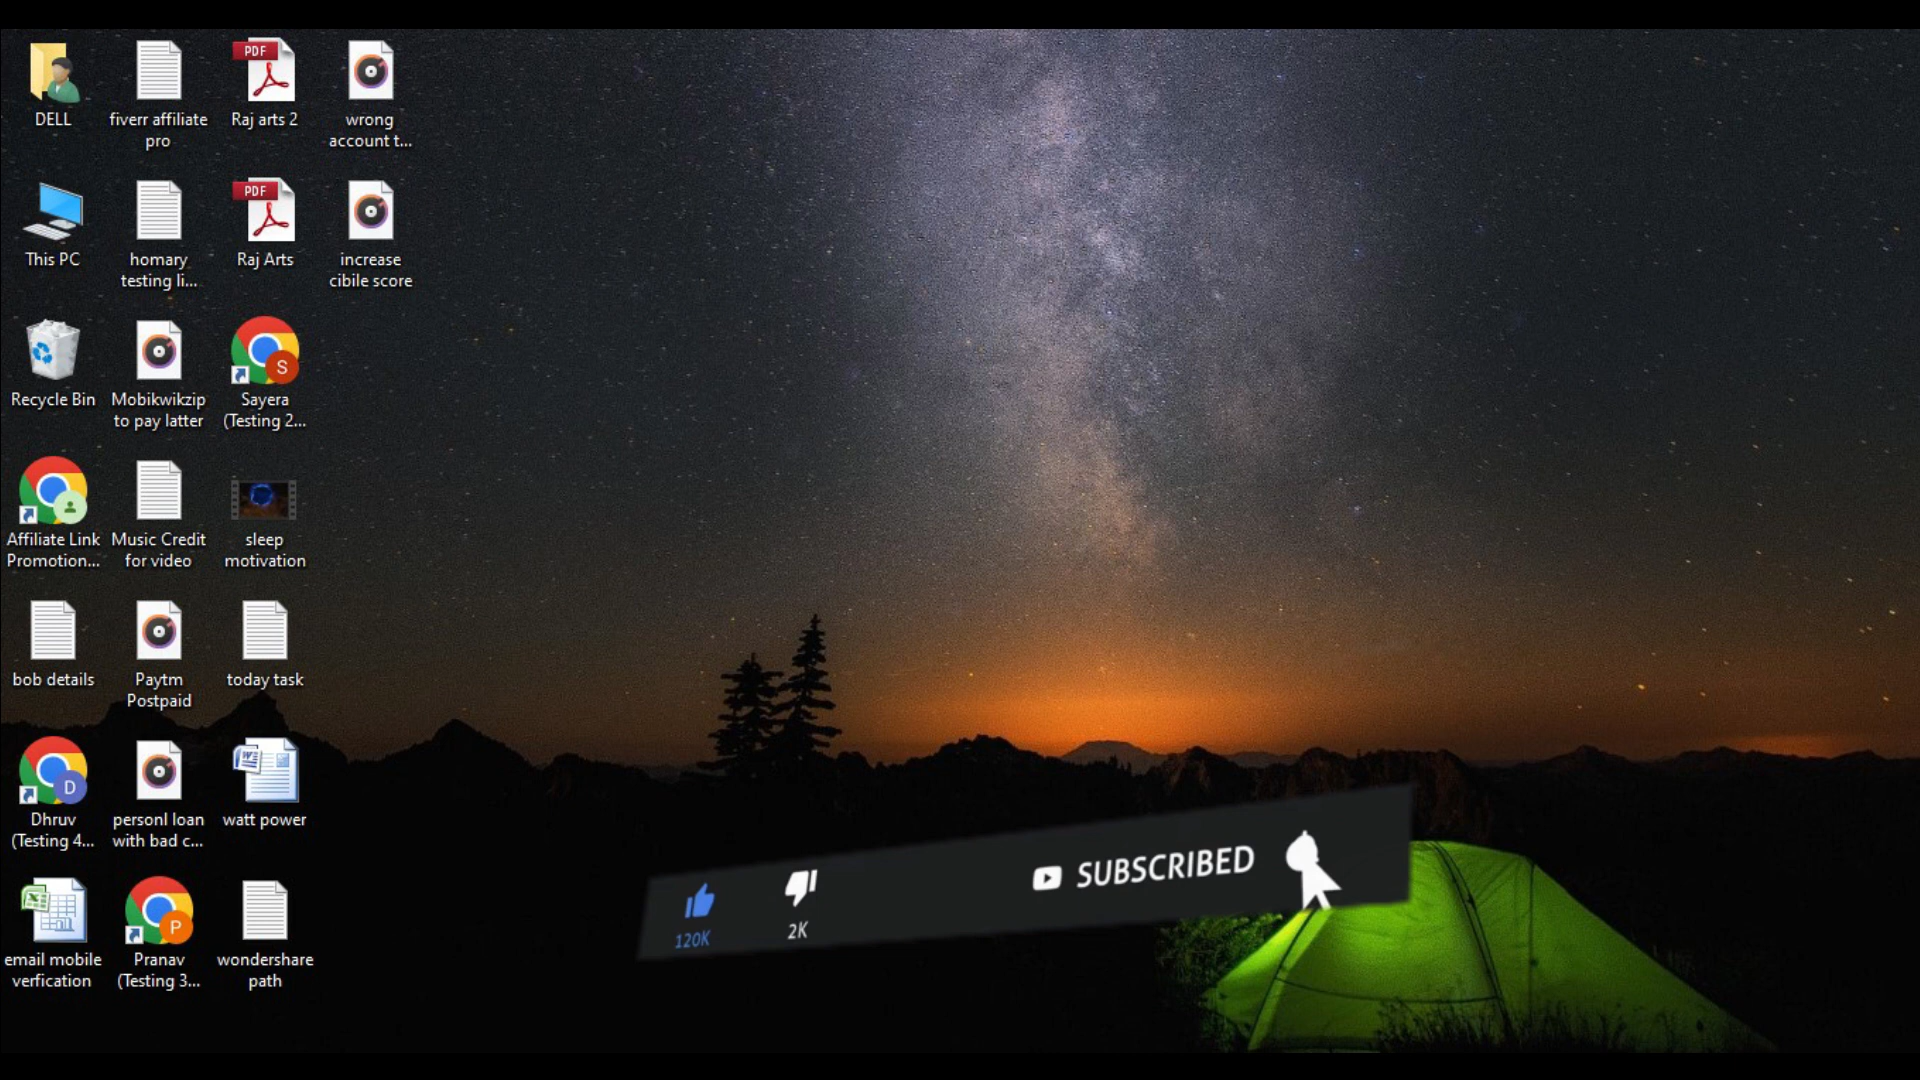 DELL
fiverr affiliate
pro
PDF
Raj arts 2
wrong
account t...
This PC
homary
testing li...
PDF
Raj Arts
increase
cibile score
Recycle Bin
Mobikwikzip
to pay latter
S
Sayera
(Testing 2...
Affiliate Link
Promotion...
Music Credit
for video
sleep
motivation
bob details
Paytm
Postpaid
today task
D
Dhruv
(Testing 4...
personl loan
with bad c...
W
watt power
email mobile
verfication
P
Pranav
(Testing 3...
wondershare
path
120K
2K
SUBSCRIBED